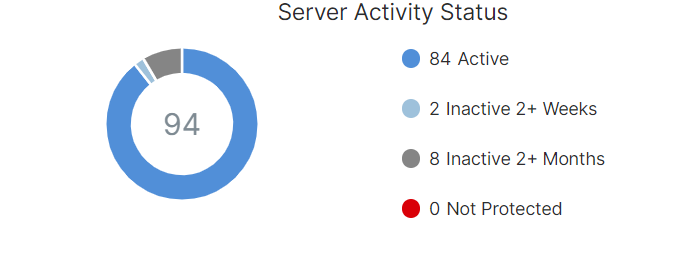 Server Activity Status
94
84 Active
2 Inactive 2+ Weeks
8 Inactive 2+ Months
0 Not Protected